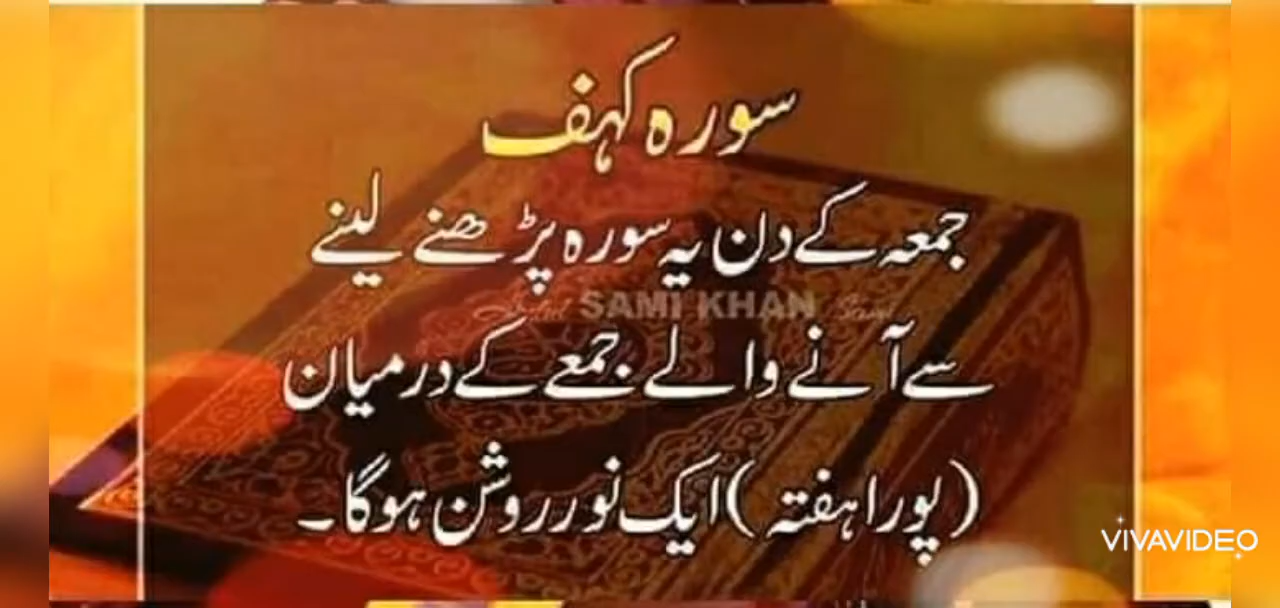 سورہ کہف
جمعہ کے دن یہ سورہ پڑھنے لینے
SAMI KHAN
سے آنے والے جمعے کے درمیان
(پورا ہفتہ) ایک نور روشن ہوگا۔
VIVAVIDEO